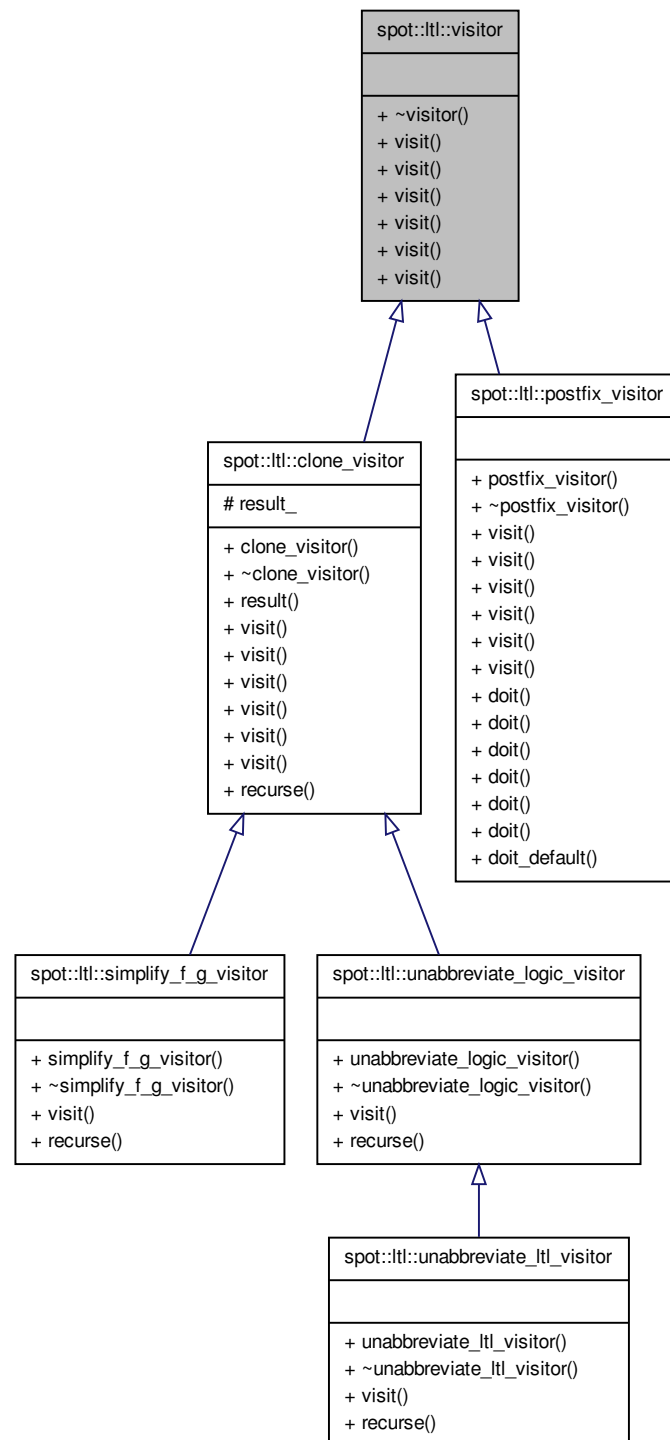 spot::ltl::visitor
+ ~visitor()
+ visit()
+ visit()
+ visit()
+ visit()
+ visit()
+ visit()
spot::ltl::postfix_visitor
+ postfix_visitor()
+ ~postfix_visitor()
+ visit()
+ visit()
+ visit()
+ visit()
+ visit()
+ visit()
+ doit()
+ doit()
+ doit()
+ doit()
+ doit()
+ doit()
+ doit_default()
spot::ltl::clone_visitor
# result_
+ clone_visitor()
+ ~clone_visitor()
+ result()
+ visit()
+ visit()
+ visit()
+ visit()
+ visit()
+ visit()
+ recurse()
spot::ltl::simplify_f_g_visitor
+ simplify_f_g_visitor()
+ ~simplify_f_g_visitor()
+ visit()
+ recurse()
spot::ltl::unabbreviate_logic_visitor
+ unabbreviate_logic_visitor()
+ ~unabbreviate_logic_visitor()
+ visit()
+ recurse()
spot::ltl::unabbreviate_ltl_visitor
+ unabbreviate_ltl_visitor()
+ ~unabbreviate_ltl_visitor()
+ visit()
+ recurse()